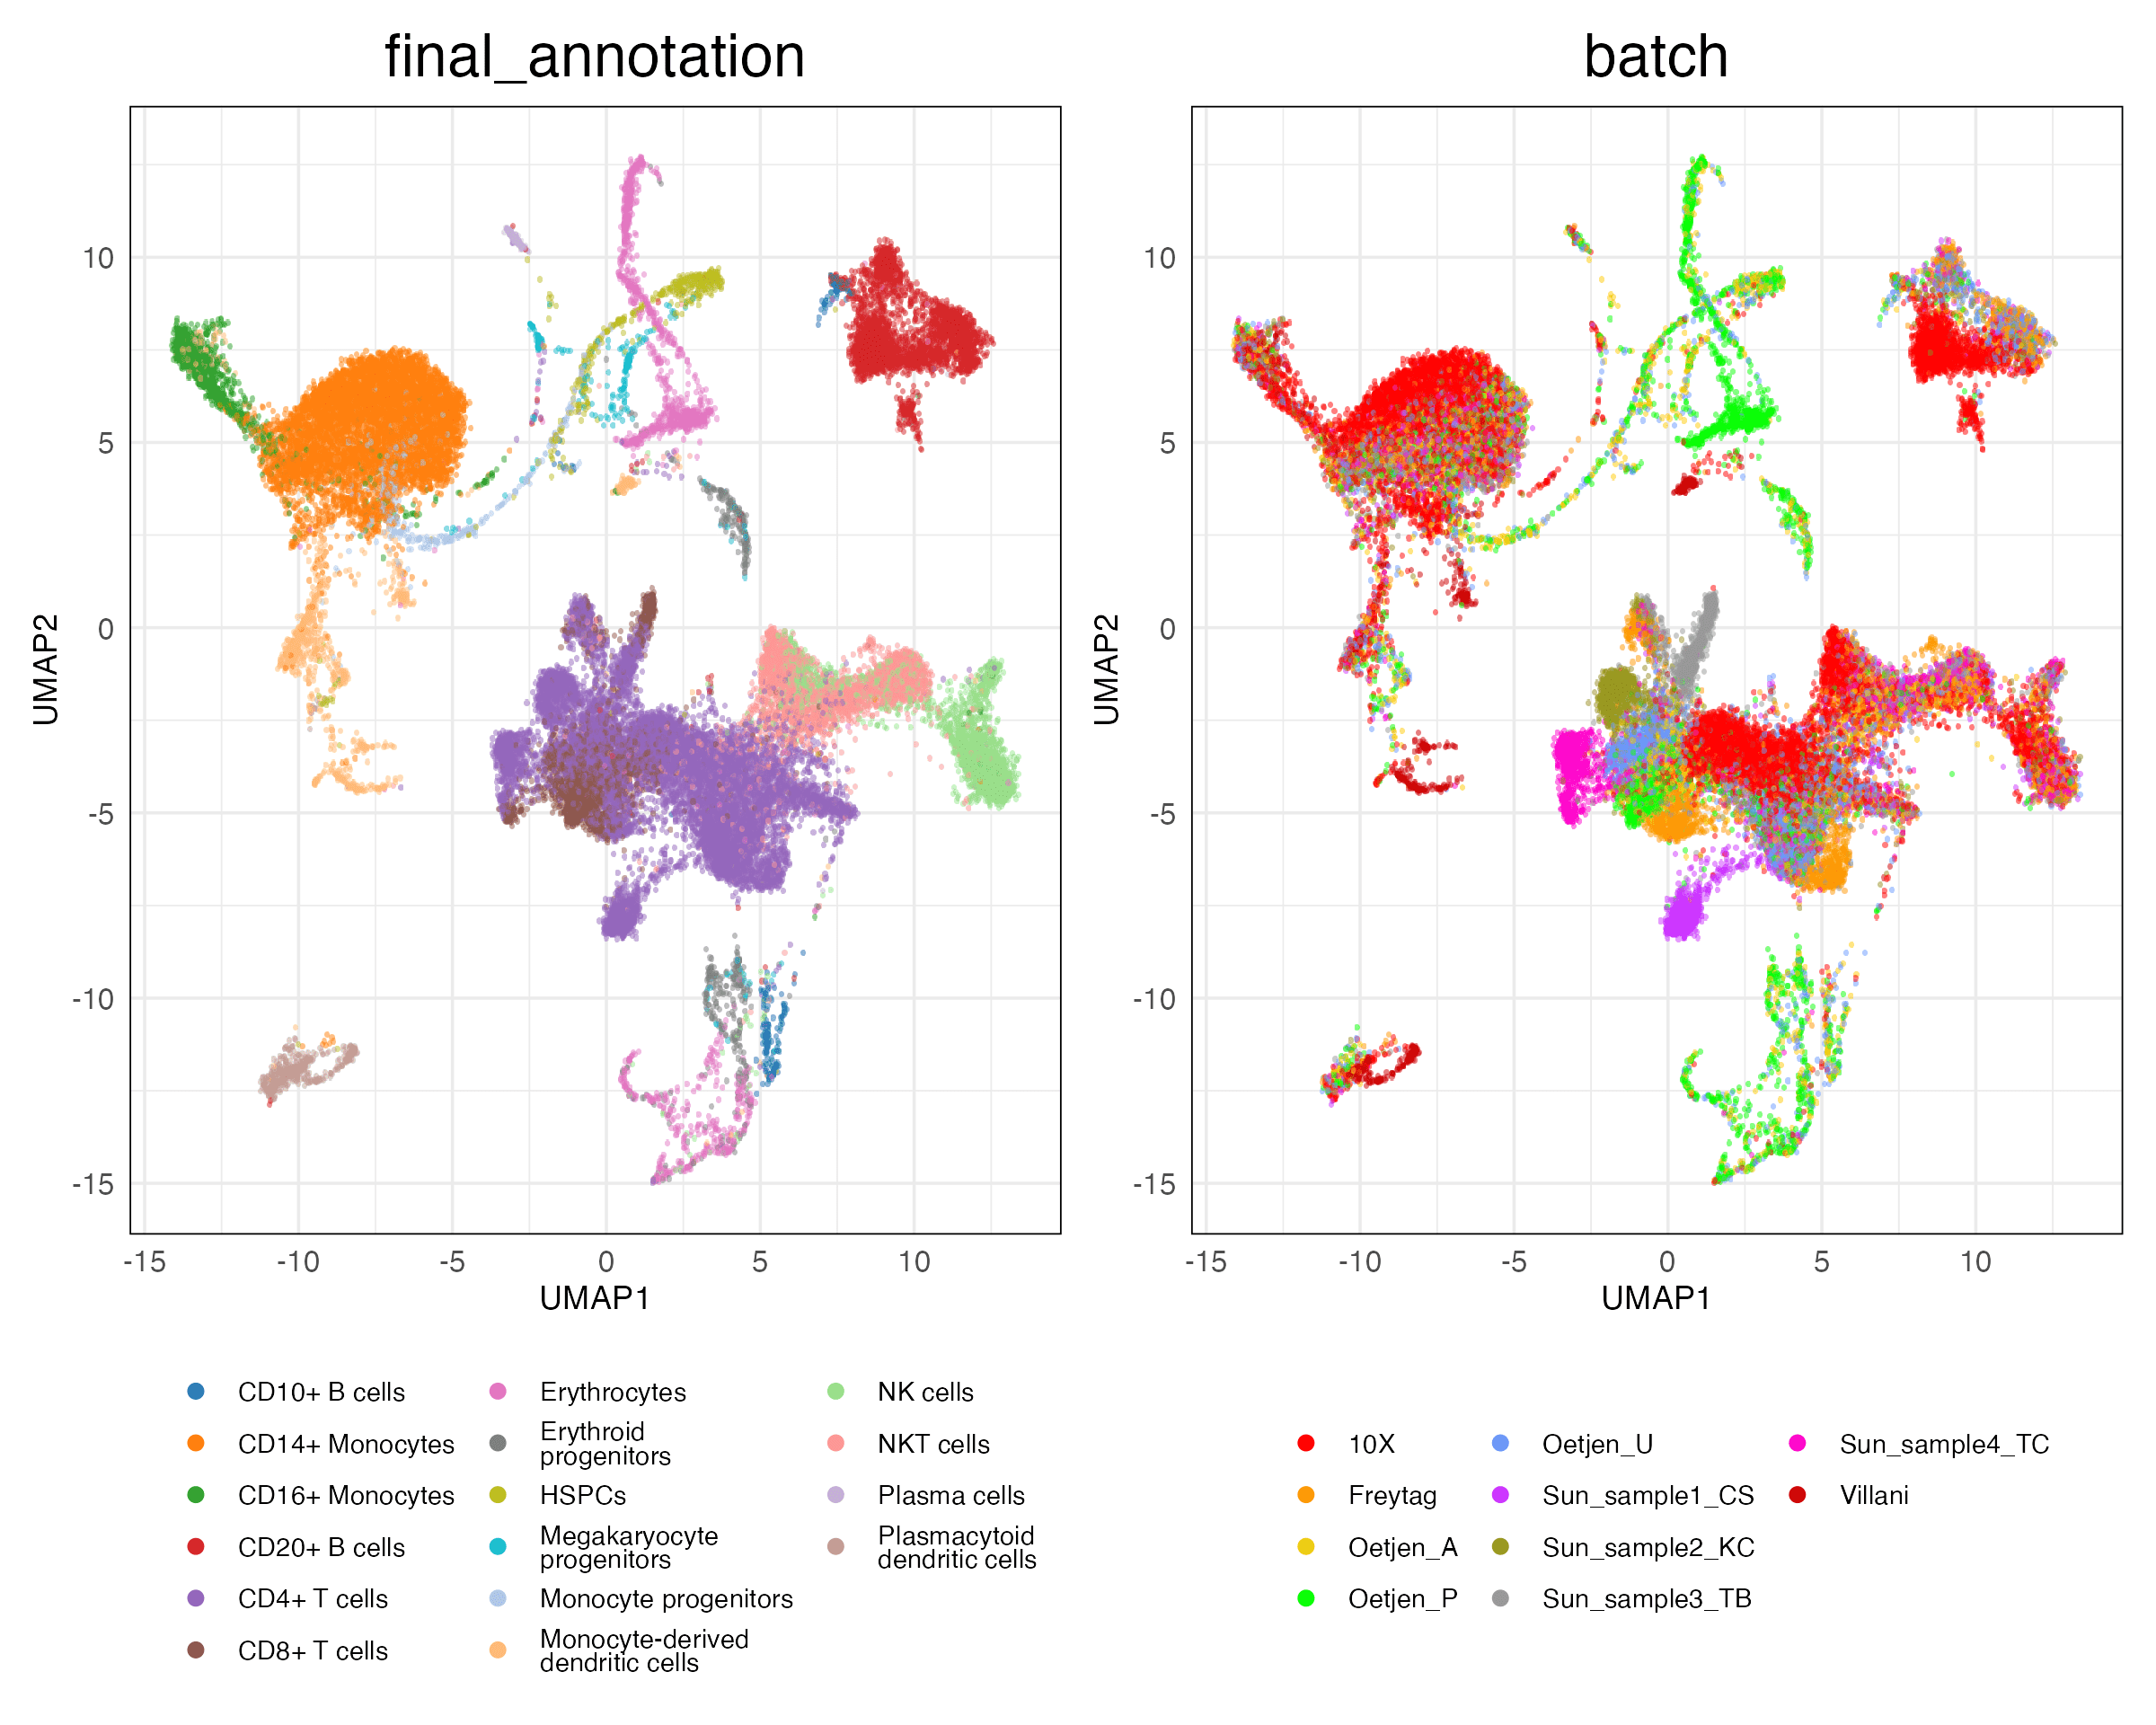 final_annotation
batch
10
5
0
-5
-10
-15
UMAP2
-15
-10
-5
0
5
10
UMAP1
10
5
0
-5
-10
-15
UMAP2
-15
-10
-5
0
5
10
UMAP1
CD10+ B cells
CD14+ Monocytes
CD16+ Monocytes
CD20+ B cells
CD4+ T cells
CD8+ T cells
Erythrocytes
Erythroid
progenitors
HSPCs
Megakaryocyte
progenitors
Monocyte progenitors
Monocyte-derived
dendritic cells
NK cells
NKT cells
Plasma cells
Plasmacytoid
dendritic cells
10X
Freytag
Oetjen_A
Oetjen_P
Oetjen_U
Sun_sample1_CS
Sun_sample2_KC
Sun_sample3_TB
Sun_sample4_TC
Villani